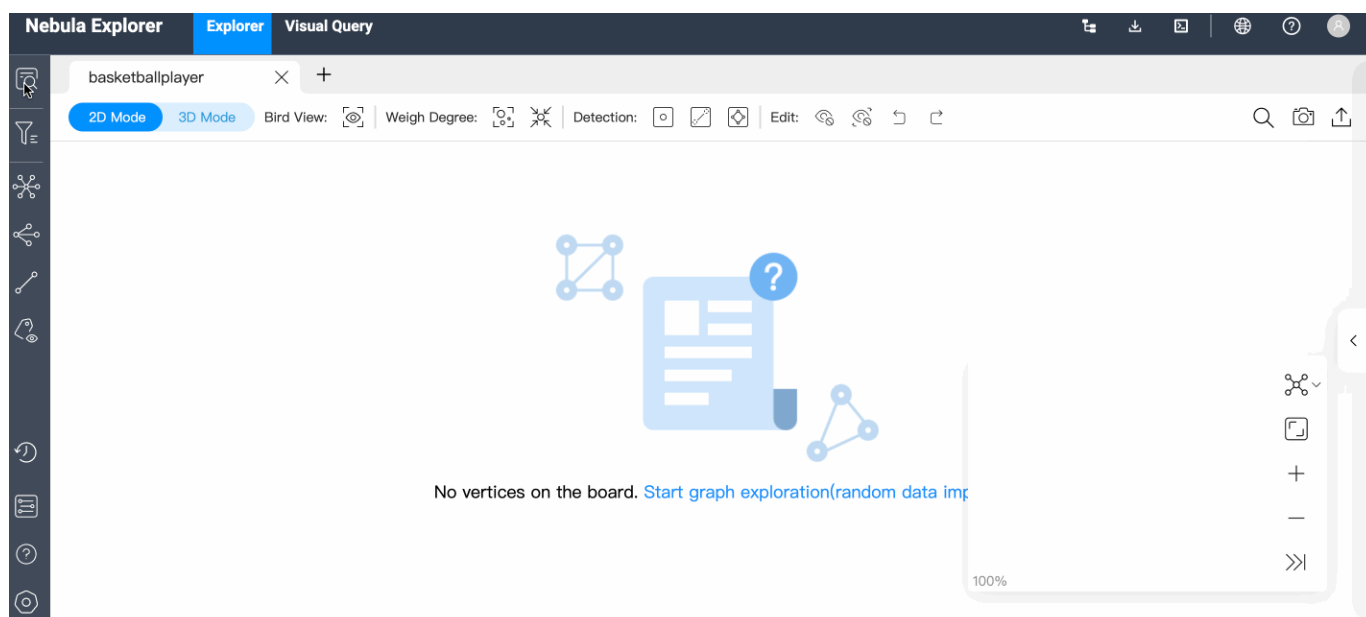 Nebula Explorer Explorer Visual Query
basketballplayer
2D Mode 3D Mode Bird View: Weigh Degree: Detection: Edit:
?
No vertices on the board. Start graph exploration(random data imp
100%